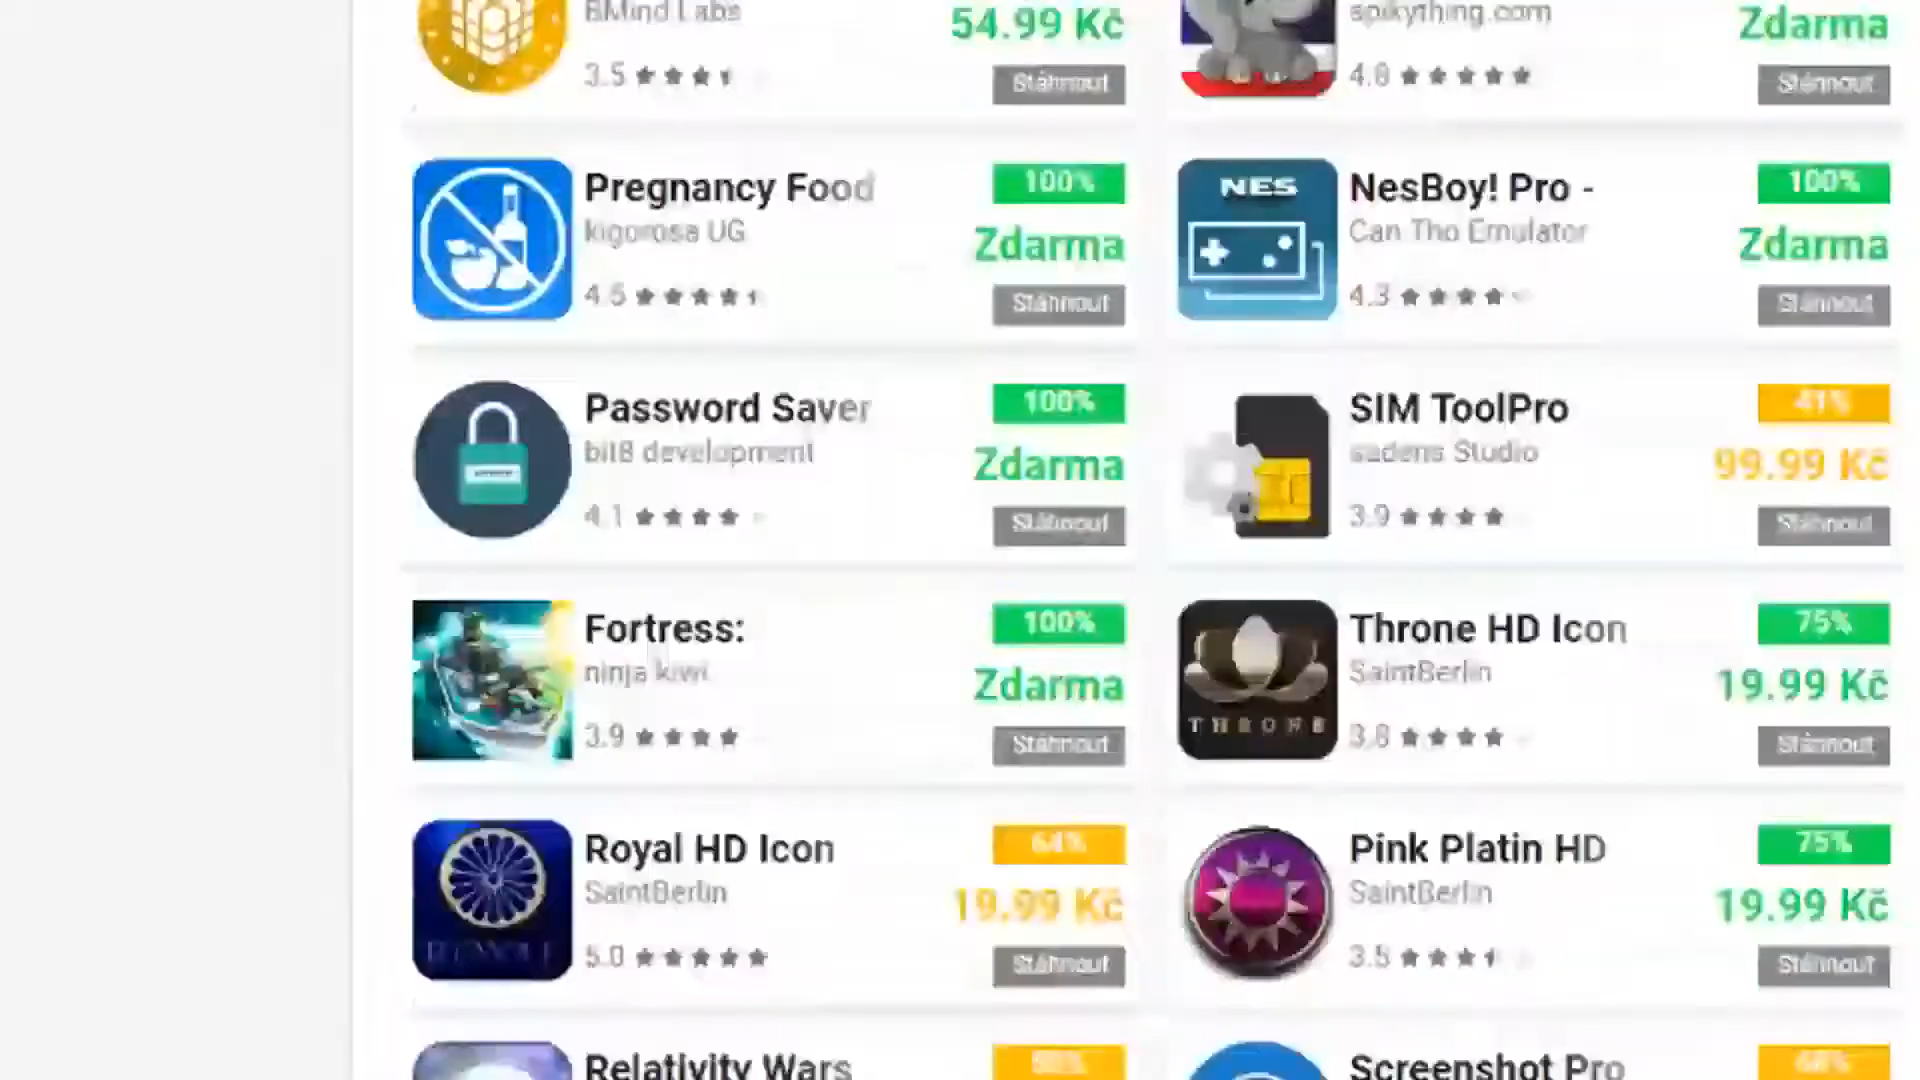 BMind Labs
54.99 Kč
3.5
Stáhnout
spikything.com
Zdarma
4.8
Stáhnout
Pregnancy Food
kigorosa UG
4.5
100%
Zdarma
Stáhnout
NES
NesBoy! Pro -
Can Tho Emulator
4.3
100%
Zdarma
Stáhnout
Password Saver
bit8 development
4.1
100%
Zdarma
Stáhnout
SIM ToolPro
sadens Studio
3.9
41%
99.99 Kč
Stáhnout
Fortress:
ninja kiwi
3.9
100%
Zdarma
Stáhnout
THRONE
Throne HD Icon
SaintBerlin
3.8
75%
19.99 Kč
Stáhnout
Royal HD Icon
SaintBerlin
5.0
64%
19.99 Kč
Stáhnout
Pink Platin HD
SaintBerlin
3.5
75%
19.99 Kč
Stáhnout
Relativity Wars
Screenshot Pro
68%